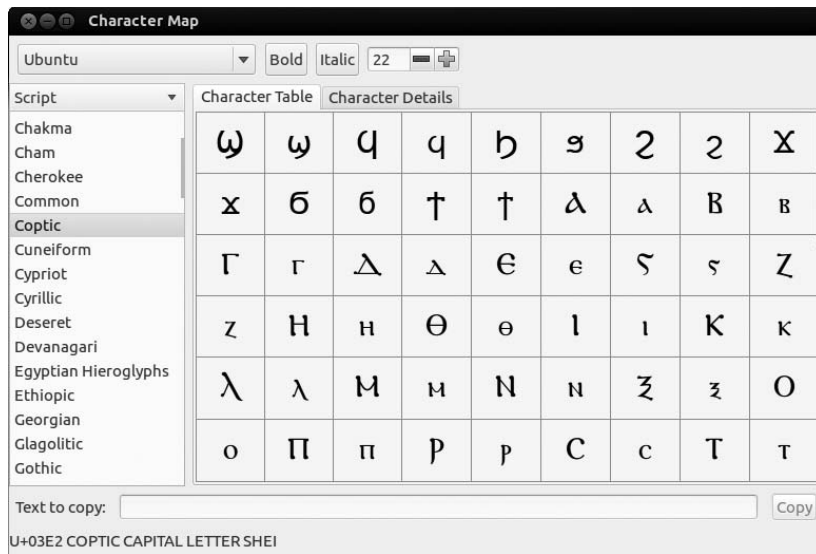 Character Map
Ubuntu Bold Italic 22
Script
Chakma
Cham
Cherokee
Common
Coptic
Cuneiform
Cypriot
Cyrillic
Deseret
Devanagari
Egyptian Hieroglyphs
Ethiopic
Georgian
Glagolitic
Gothic
Character Table Character Details
Ϣ ϣ Ϥ ϥ Ϧ ϧ Ϩ ϩ Ϫ
ϫ Ϭ ϭ Ϯ ϯ Ⲁ ⲁ Ⲃ ⲃ
Ⲅ ⲅ Ⲇ ⲇ Ⲉ ⲉ Ⲋ ⲋ Ⲍ
ⲍ Ⲏ ⲏ Ⲑ ⲑ Ⲓ ⲓ Ⲕ ⲕ
Ⲗ ⲗ Ⲙ ⲙ Ⲛ ⲛ Ⲝ ⲝ Ⲟ
ⲟ Ⲡ ⲡ Ⲣ ⲣ Ⲥ ⲥ Ⲧ ⲧ
Text to copy: Copy
U+03E2 COPTIC CAPITAL LETTER SHEI